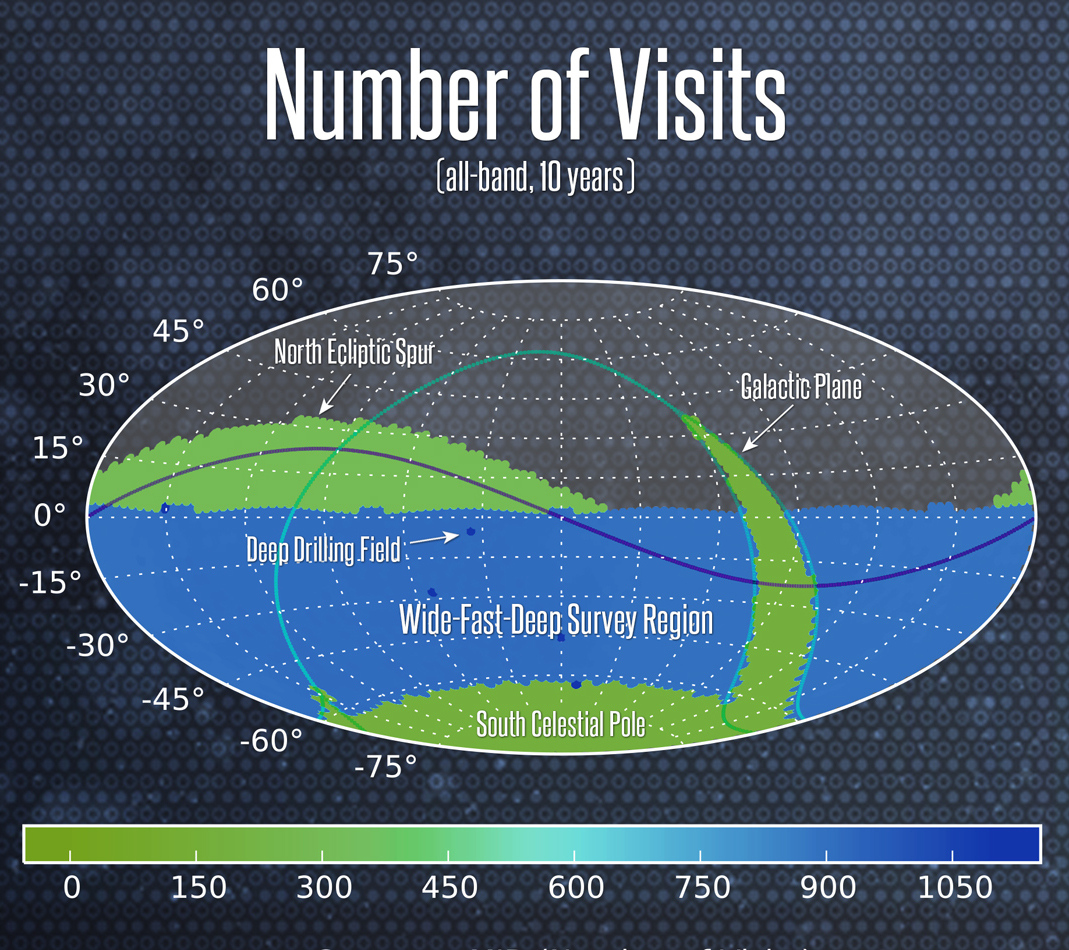 Number of Visits
(all-band, 10 years)
75°
60°
45°
North Ecliptic Spur
30°
Galactic Plane
15°
0°
Deep Drilling Field
-15°
Wide-Fast-Deep Survey Region
-30°
-45°
South Celestial Pole
-60°
-75°
0 150 300 450 600 750 900 1050